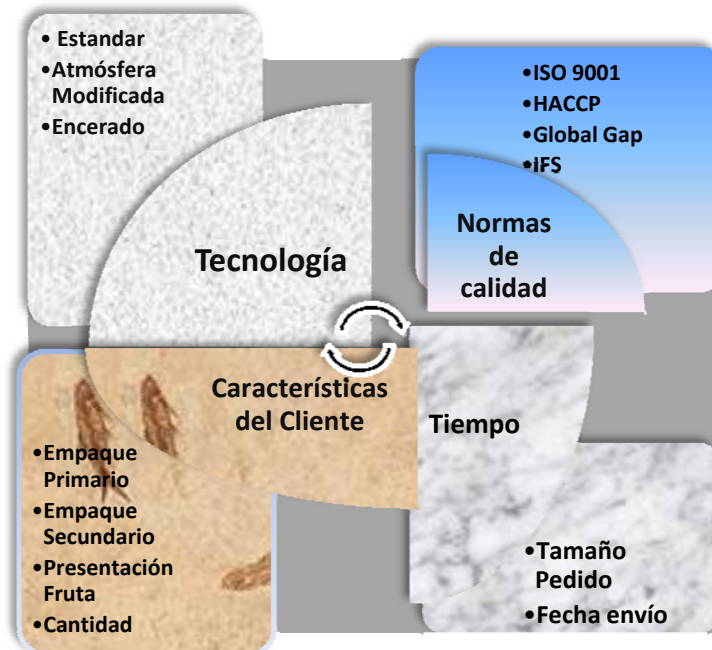 • Estandar
•Atmósfera
Modificada
•Encerado
Tecnología
•ISO 9001
•HACCP
•Global Gap
•IFS
Normas
de
calidad
Características
del Cliente
•Empaque
Primario
•Empaque
Secundario
•Presentación
Fruta
•Cantidad
Tiempo
•Tamaño
Pedido
•Fecha envío